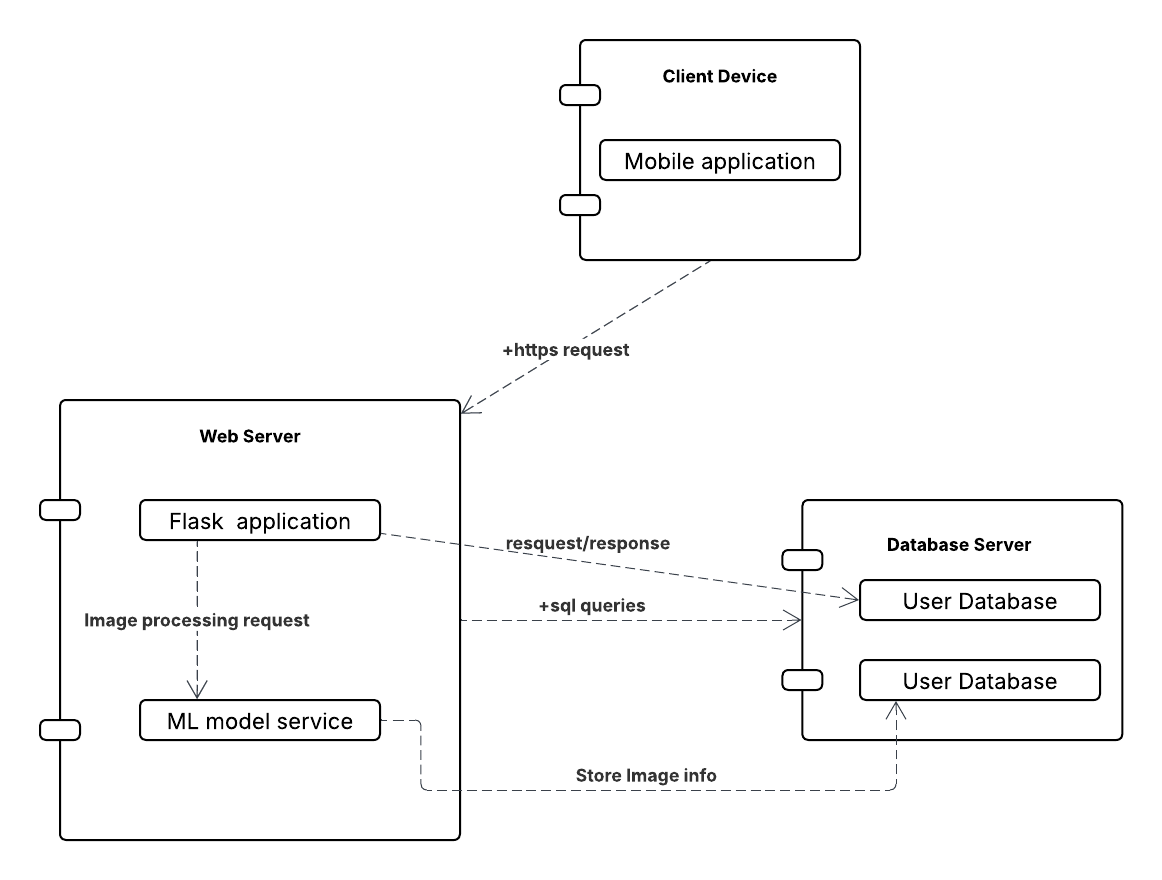 Client Device
Mobile application
+https request
Web Server
Flask  application
resquest/response
Database Server
+sql queries
User Database
Image processing request
User Database
ML model service
Store Image info